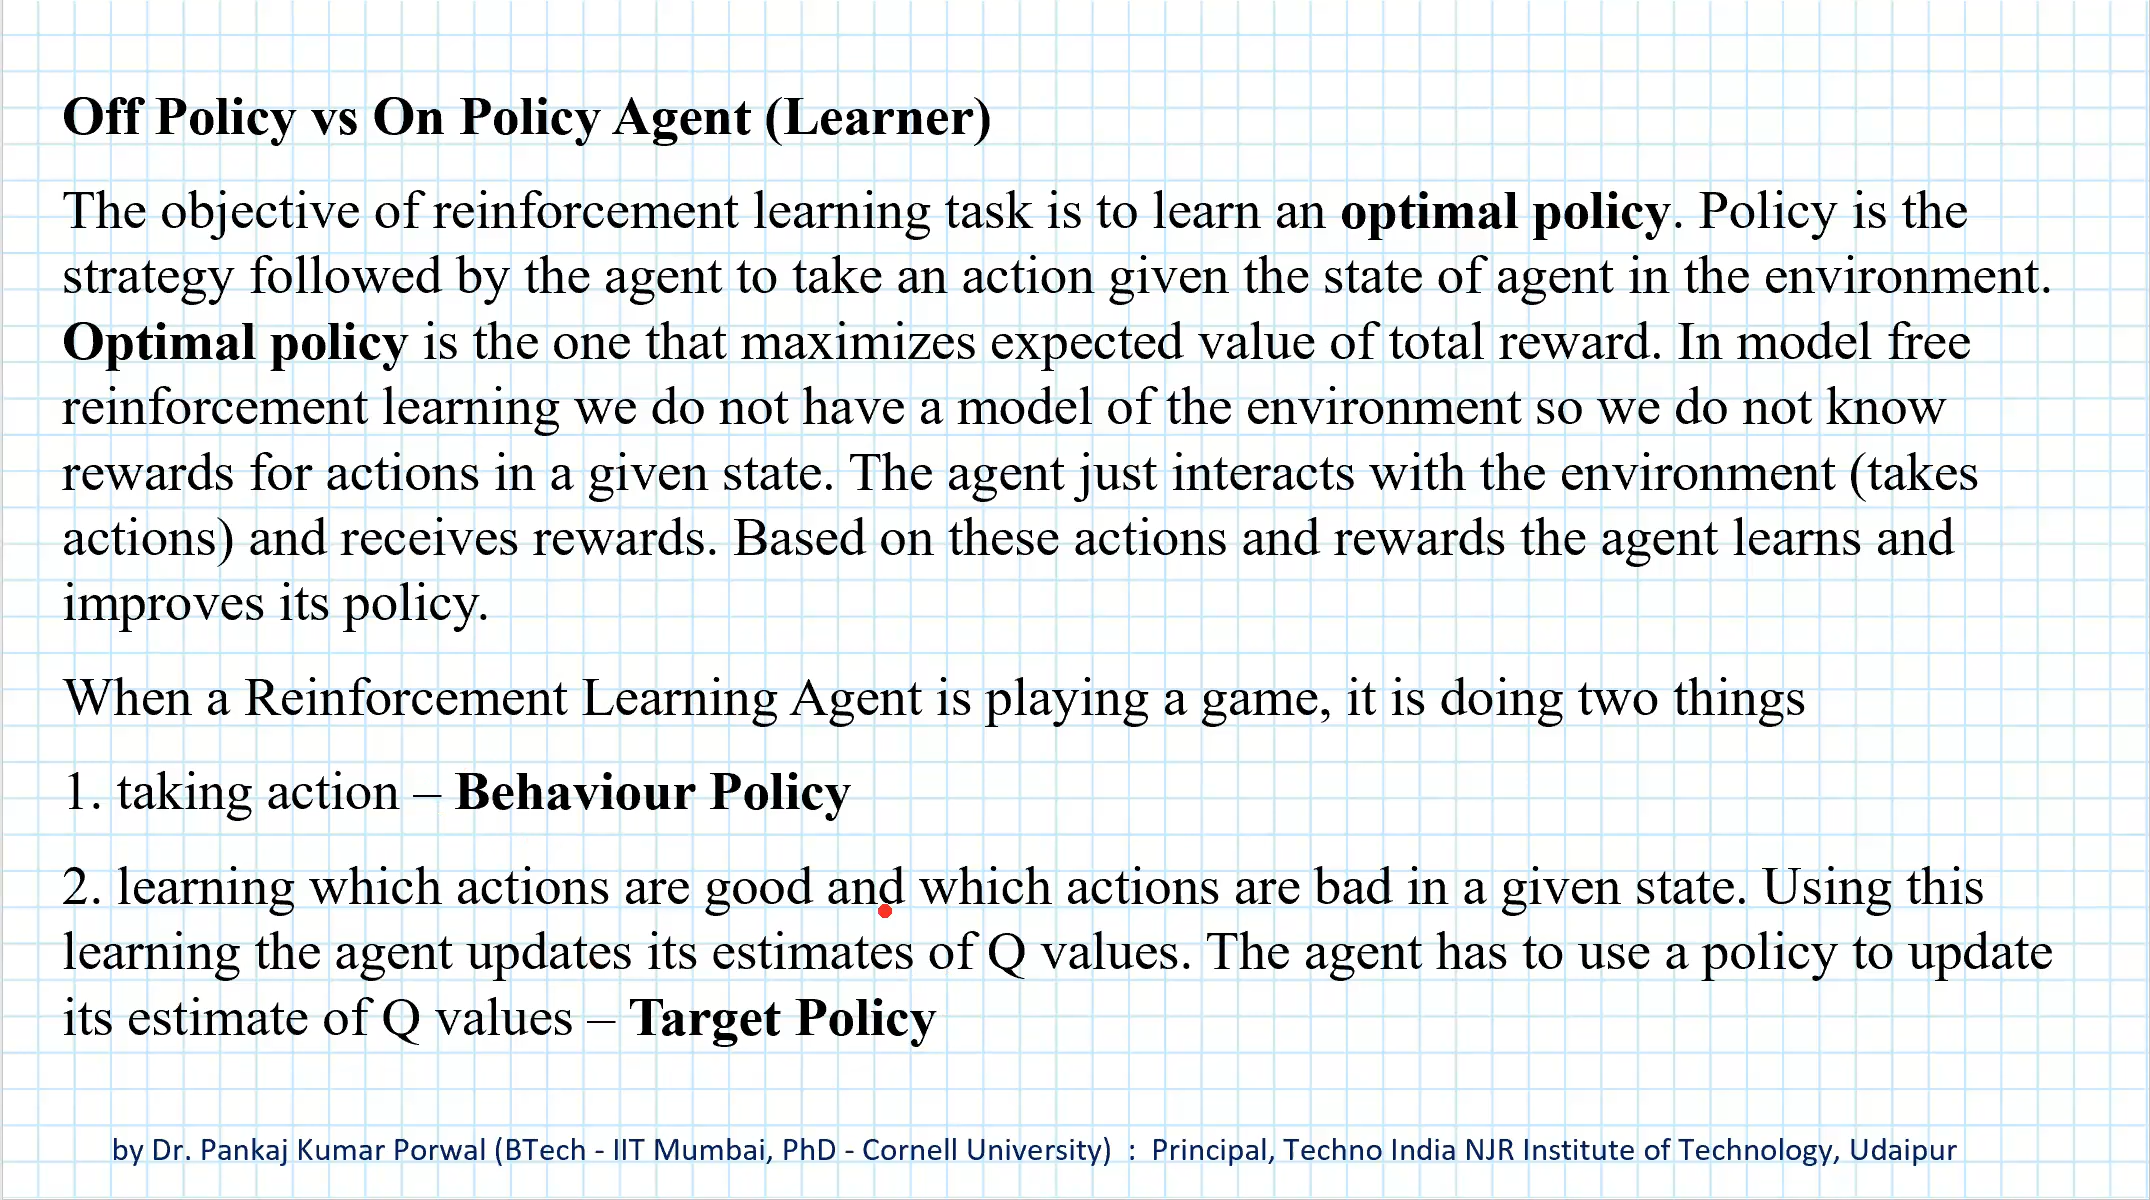 Off Policy vs On Policy Agent (Learner)
The objective of reinforcement learning task is to learn an optimal policy. Policy is the
strategy followed by the agent to take an action given the state of agent in the environment.
Optimal policy is the one that maximizes expected value of total reward. In model free
reinforcement learning we do not have a model of the environment so we do not know
rewards for actions in a given state. The agent just interacts with the environment (takes
actions) and receives rewards. Based on these actions and rewards the agent learns and
improves its policy.
When a Reinforcement Learning Agent is playing a game, it is doing two things
1. taking action – Behaviour Policy
2. learning which actions are good and which actions are bad in a given state. Using this
learning the agent updates its estimates of Q values. The agent has to use a policy to update
its estimate of Q values – Target Policy
by Dr. Pankaj Kumar Porwal (BTech - IIT Mumbai, PhD - Cornell University) : Principal, Techno India NJR Institute of Technology, Udaipur